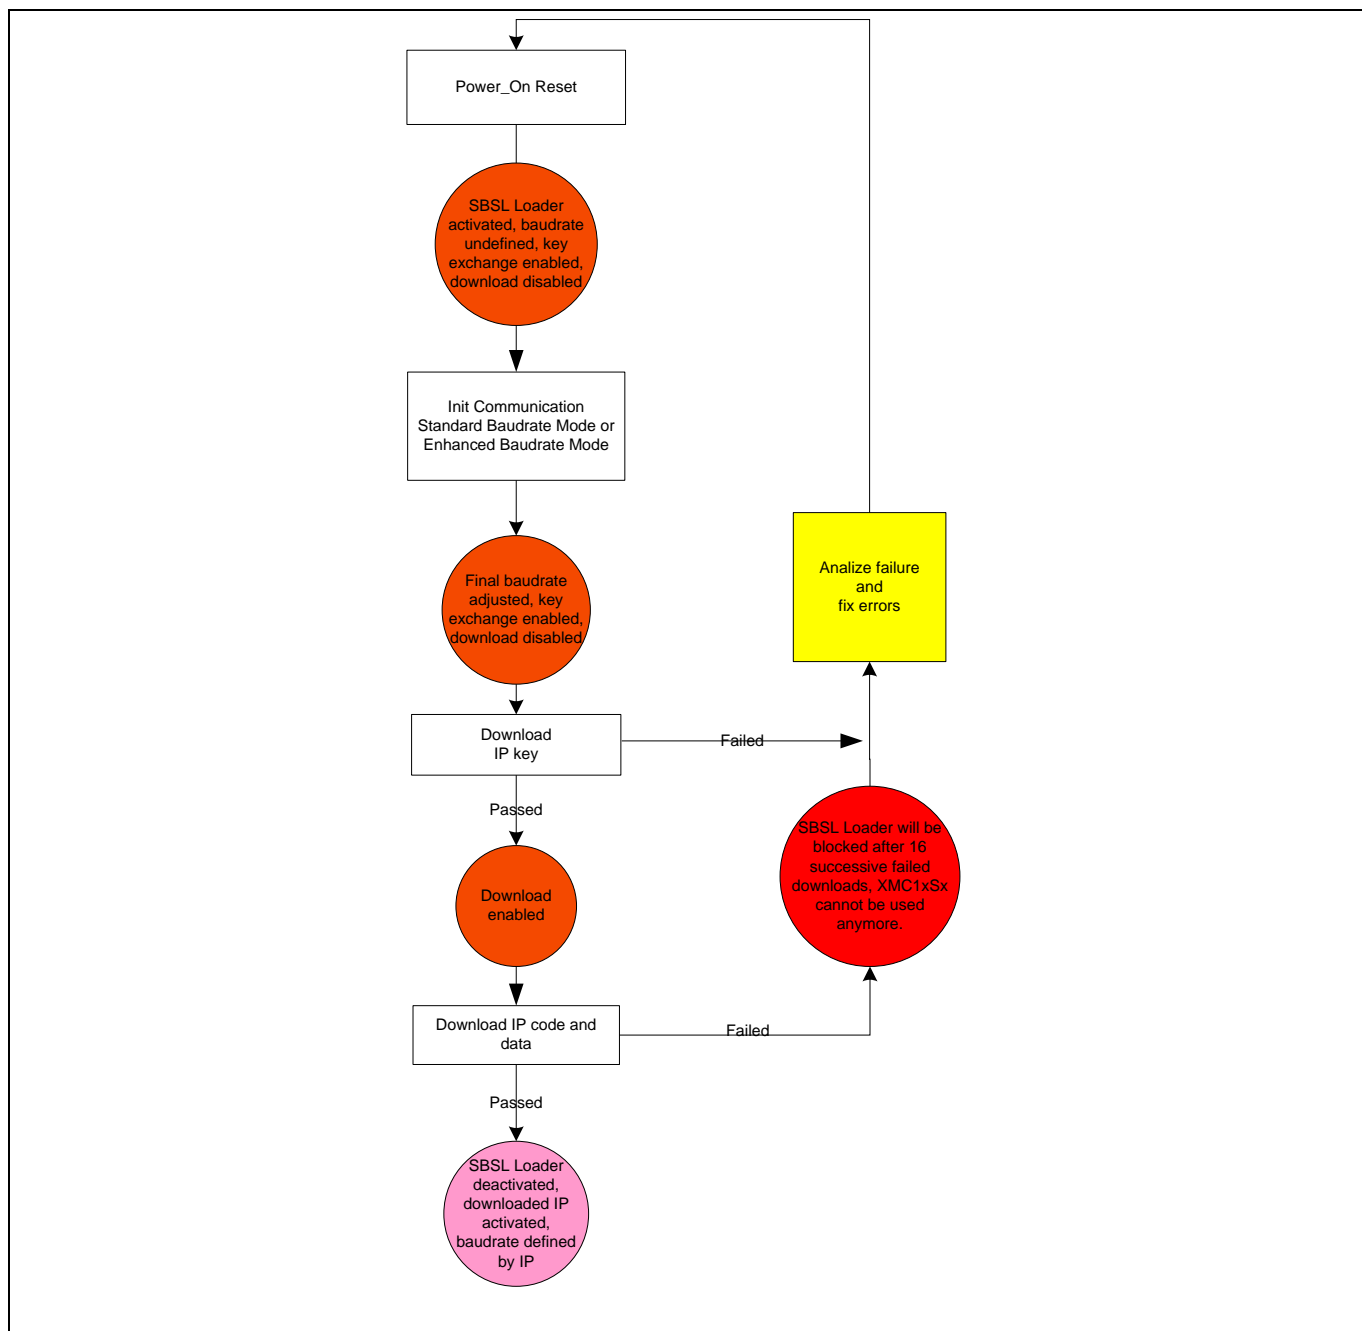 Power_On Reset
SBSL Loader
activated, baudrate
undefined, key
exchange enabled,
download disabled
Init Communication
Standard Baudrate Mode or
Enhanced Baudrate Mode
Final baudrate
adjusted, key
exchange enabled,
download disabled
Analize failure
and
fix errors
Download
IP key
Failed
Passed
SBSL Loader will be
blocked after 16
successive failed
downloads, XMC1xSx
cannot be used
anymore.
Download
enabled
Download IP code and
data
Failed
Passed
SBSL Loader
deactivated,
downloaded IP
activated,
baudrate defined
by IP